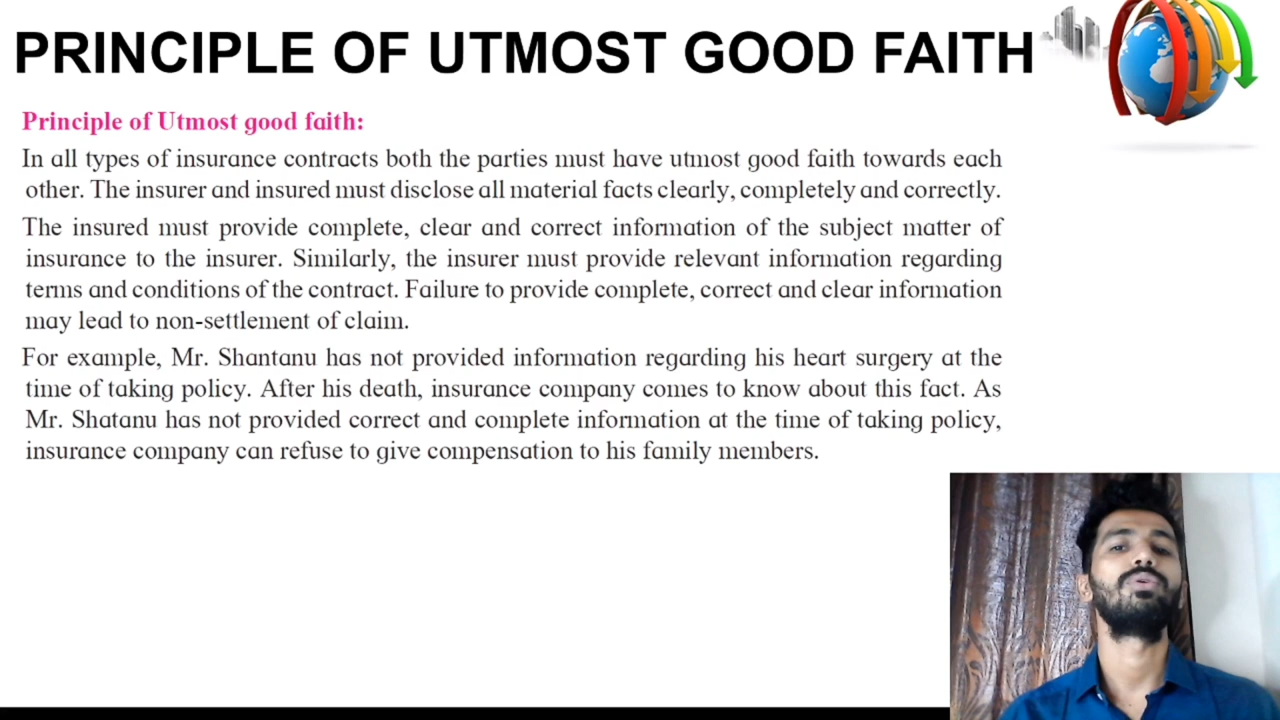 PRINCIPLE OF UTMOST GOOD FAITH
Principle of Utmost good faith:
In all types of insurance contracts both the parties must have utmost good faith towards each
other. The insurer and insured must disclose all material facts clearly, completely and correctly.
The insured must provide complete, clear and correct information of the subject matter of
insurance to the insurer. Similarly, the insurer must provide relevant information regarding
terms and conditions of the contract. Failure to provide complete, correct and clear information
may lead to non-settlement of claim.
For example, Mr. Shantanu has not provided information regarding his heart surgery at the
time of taking policy. After his death, insurance company comes to know about this fact. As
Mr. Shatanu has not provided correct and complete information at the time of taking policy,
insurance company can refuse to give compensation to his family members.